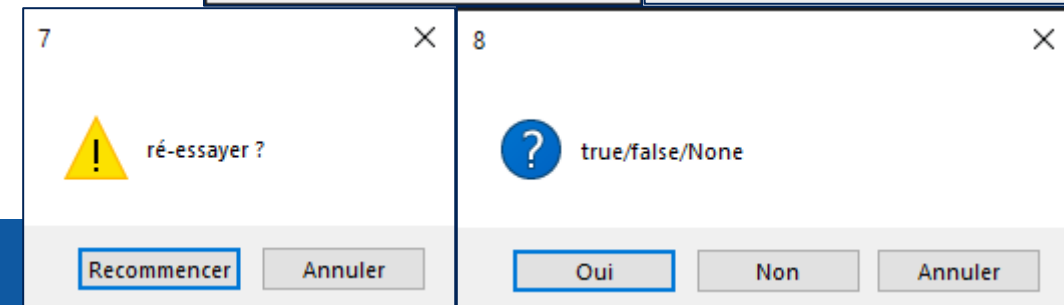 7
ré-essayer ?
Recommencer Annuler
8
true/false/None
Oui Non Annuler